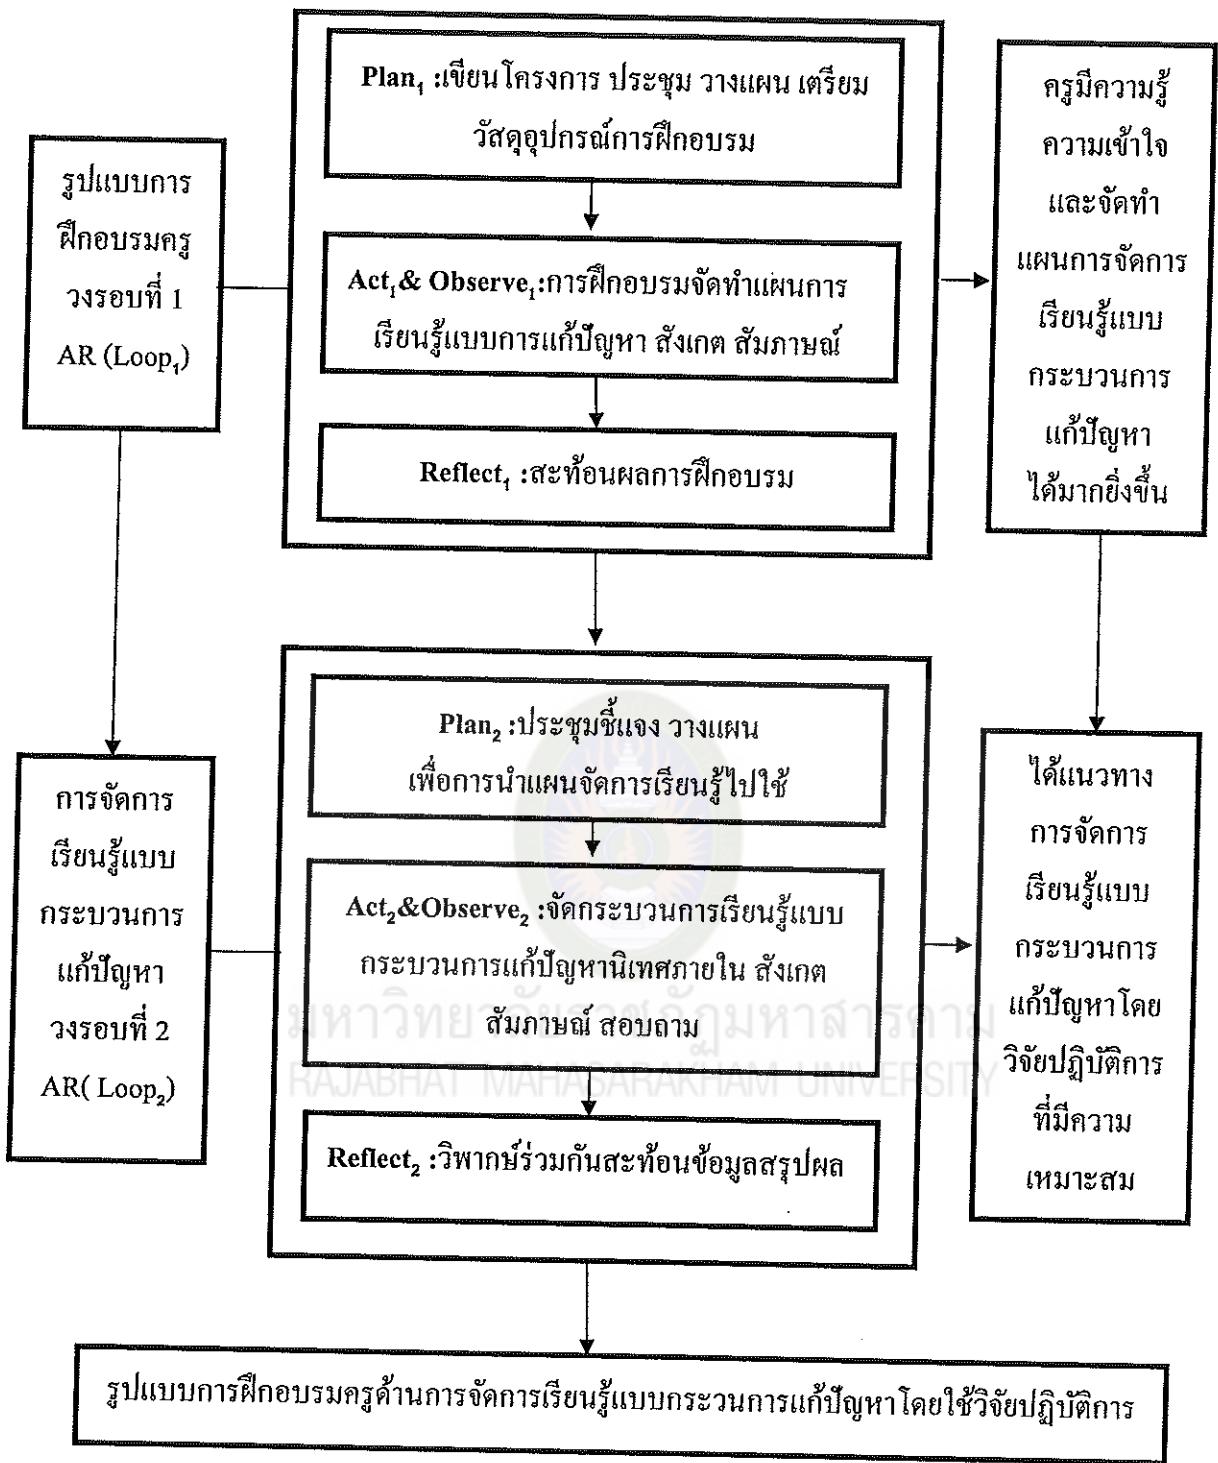 Plan₁ :เขียนโครงการ ประชุม วางแผน เตรียม
วัสดุอุปกรณ์การฝึกอบรม
รูปแบบการ
ฝึกอบรมครู
วงรอบที่ 1
AR (Loop₁)
Act₁& Observe₁:การฝึกอบรมจัดทำแผนการ
เรียนรู้แบบการแก้ปัญหา สังเกต สัมภาษณ์
Reflect₁ :สะท้อนผลการฝึกอบรม
ครูมีความรู้
ความเข้าใจ
และจัดทำ
แผนการจัดการ
เรียนรู้แบบ
กระบวนการ
แก้ปัญหา
ได้มากยิ่งขึ้น
การจัดการ
เรียนรู้แบบ
กระบวนการ
แก้ปัญหา
วงรอบที่ 2
AR( Loop₂)
Plan₂ :ประชุมชี้แจง วางแผน
เพื่อการนำแผนจัดการเรียนรู้ไปใช้
Act₂&Observe₂ :จัดกระบวนการเรียนรู้แบบ
กระบวนการแก้ปัญหานิเทศภายใน สังเกต
สัมภาษณ์ สอบถาม
Reflect₂ :วิพากษ์ร่วมกันสะท้อนข้อมูลสรุปผล
ได้แนวทาง
การจัดการ
เรียนรู้แบบ
กระบวนการ
แก้ปัญหาโดย
วิจัยปฏิบัติการ
ที่มีความ
เหมาะสม
มหาวิทยาลัยราชภัฏมหาสารคาม
RAJABHAT MAHASARAKHAM UNIVERSITY
รูปแบบการฝึกอบรมครูด้านการจัดการเรียนรู้แบบกระวนการแก้ปัญหาโดยใช้วิจัยปฏิบัติการ